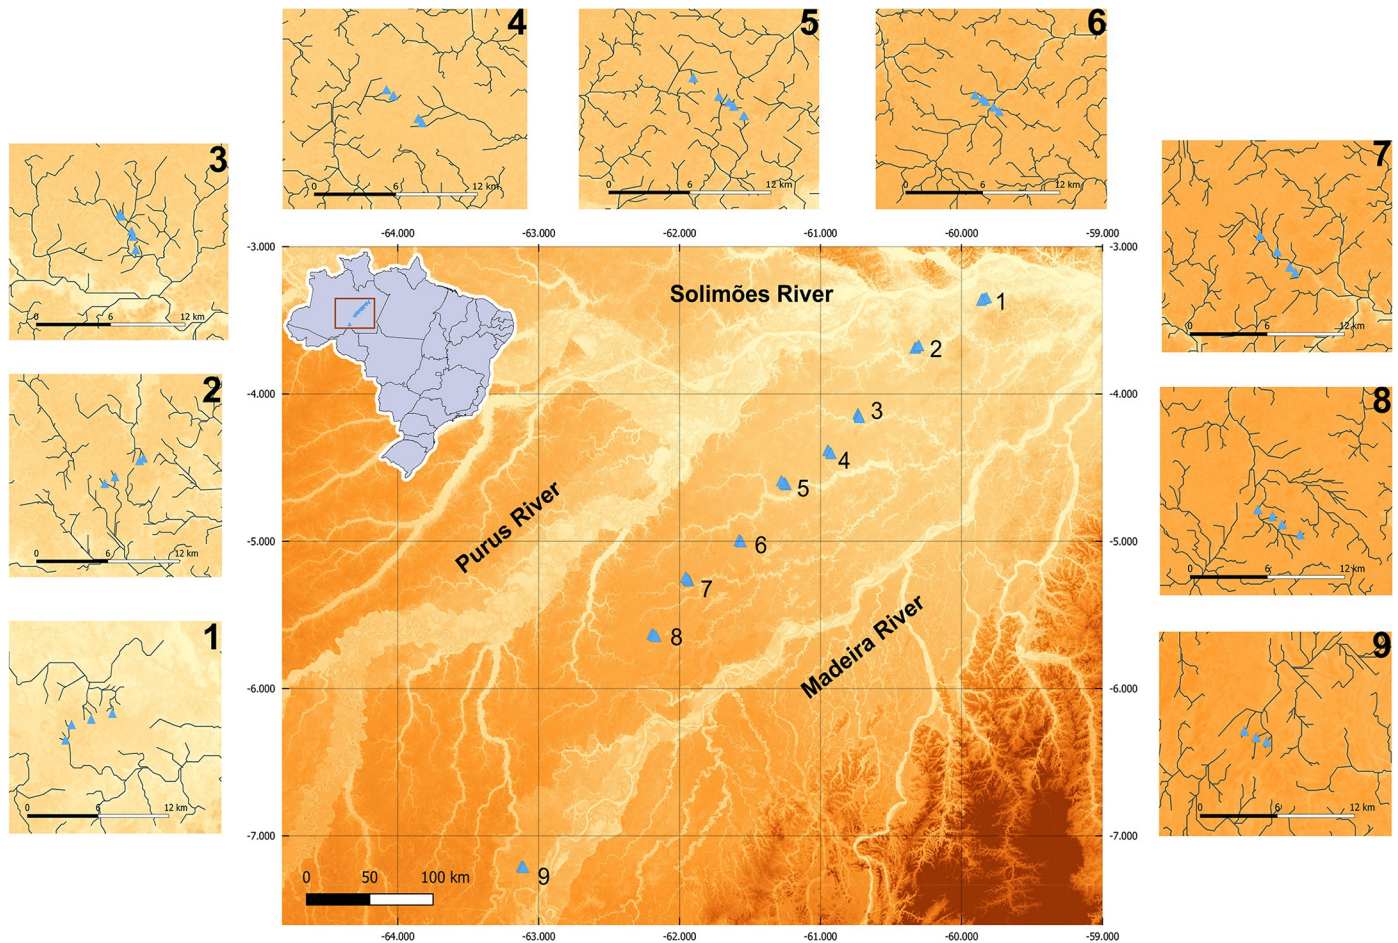 4
0 6 12 km
5
0 6 12 km
6
0 6 12 km
3
0 6 12 km
7
0 6 12 km
2
0 6 12 km
8
0 6 12 km
1
0 6 12 km
9
0 6 12 km
-64.000 -63.000 -62.000 -61.000 -60.000 -59.000
-3.000 -3.000
Solimões River
1
2
-4.000 -4.000
3
4
5
Purus River
-5.000 -5.000
6
7
Madeira River
8
-6.000 -6.000
-7.000 -7.000
9
0 50 100 km
-64.000 -63.000 -62.000 -61.000 -60.000 -59.000